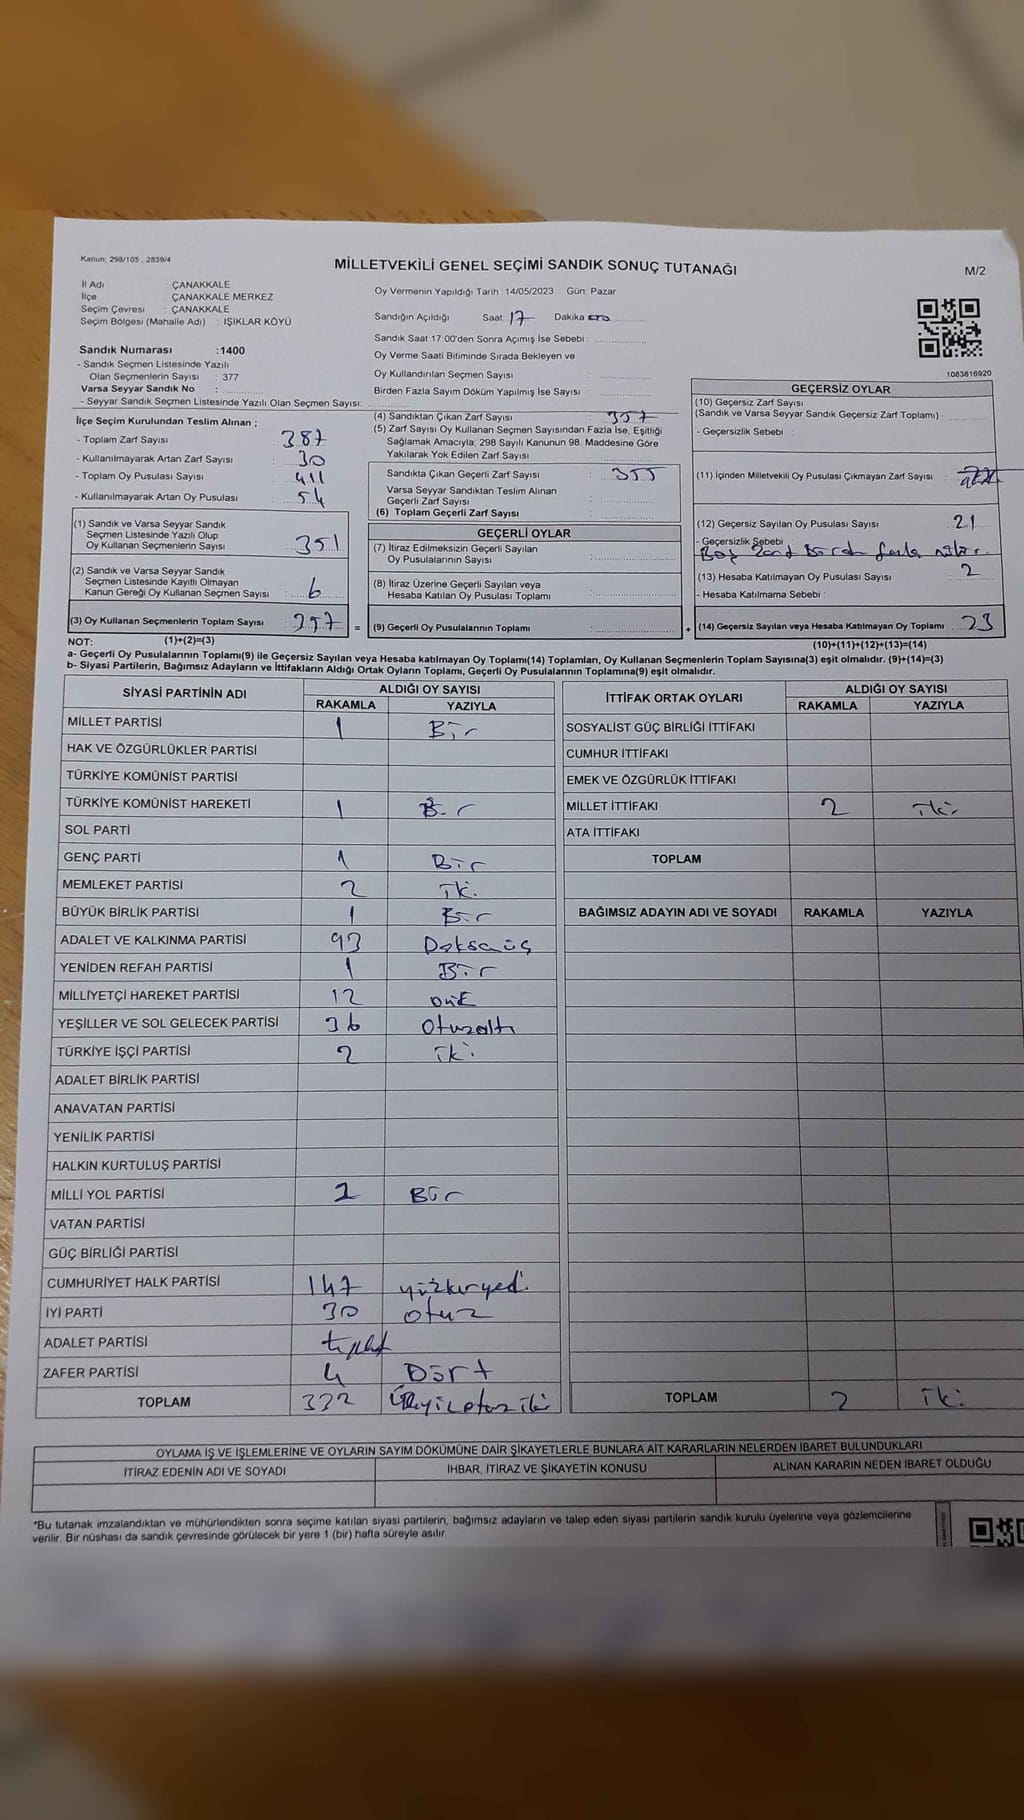 Kanun; 298/105 , 2839/4
MİLLETVEKİLİ GENEL SEÇİMİ SANDIK SONUÇ TUTANAĞI
M/2
İl Adı : ÇANAKKALE
İlçe : ÇANAKKALE MERKEZ
Seçim Çevresi : ÇANAKKALE
Seçim Bölgesi (Mahalle Adı) : IŞIKLAR KÖYÜ
Sandık Numarası :1400
- Sandık Seçmen Listesinde Yazılı
Olan Seçmenlerin Sayısı : 377
Varsa Seyyar Sandık No :
- Seyyar Sandık Seçmen Listesinde Yazılı Olan Seçmen Sayısı:
Oy Vermenin Yapıldığı Tarih : 14/05/2023 Gün: Pazar
Sandığın Açıldığı Saat: 17 Dakika
Sandık Saat 17:00'den Sonra Açımış İse Sebebi :
Oy Verme Saati Bitiminde Sırada Bekleyen ve
Oy Kullandırılan Seçmen Sayısı :
Birden Fazla Sayım Döküm Yapılmış İse Sayısı :
1083816920
İlçe Seçim Kurulundan Teslim Alınan ;
- Toplam Zarf Sayısı : 387
- Kullanılmayarak Artan Zarf Sayısı : 30
- Toplam Oy Pusulası Sayısı : 411
- Kullanılmayarak Artan Oy Pusulası : 54
(1) Sandık ve Varsa Seyyar Sandık
Seçmen Listesinde Yazılı Olup
Oy Kullanan Seçmenlerin Sayısı : 351
(2) Sandık ve Varsa Seyyar Sandık
Seçmen Listesinde Kayıtlı Olmayan
Kanun Gereği Oy Kullanan Seçmen Sayısı : 6
(3) Oy Kullanan Seçmenlerin Toplam Sayısı : 357
(4) Sandıktan Çıkan Zarf Sayısı : 357
(5) Zarf Sayısı Oy Kullanan Seçmen Sayısından Fazla İse, Eşitliği
Sağlamak Amacıyla; 298 Sayılı Kanunun 98. Maddesine Göre
Yakılarak Yok Edilen Zarf Sayısı :
Sandıkta Çıkan Geçerli Zarf Sayısı : 355
Varsa Seyyar Sandıktan Teslim Alınan
Geçerli Zarf Sayısı :
(6) Toplam Geçerli Zarf Sayısı :
GEÇERLİ OYLAR
(7) İtiraz Edilmeksizin Geçerli Sayılan
Oy Pusulasının Sayısı :
(8) İtiraz Üzerine Geçerli Sayılan veya
Hesaba Katılan Oy Pusulası Toplamı :
= (9) Geçerli Oy Pusulalarının Toplamı :
GEÇERSİZ OYLAR
(10) Geçersiz Zarf Sayısı
(Sandık ve Varsa Seyyar Sandık Geçersiz Zarf Toplamı) :
- Geçersizlik Sebebi :
(11) İçinden Milletvekili Oy Pusulası Çıkmayan Zarf Sayısı :
(12) Geçersiz Sayılan Oy Pusulası Sayısı : 21
- Geçersizlik Sebebi
Boş Zarf Birden fazla mühür
(13) Hesaba Katılmayan Oy Pusulası Sayısı : 2
- Hesaba Katılmama Sebebi :
+ (14) Geçersiz Sayılan veya Hesaba Katılmayan Oy Toplamı 23
NOT: (1)+(2)=(3)
(10)+(11)+(12)+(13)=(14)
a- Geçerli Oy Pusulalarının Toplamı(9) ile Geçersiz Sayılan veya Hesaba katılmayan Oy Toplamı(14) Toplamları, Oy Kullanan Seçmenlerin Toplam Sayısına(3) eşit olmalıdır. (9)+(14)=(3)
b- Siyasi Partilerin, Bağımsız Adayların ve İttifakların Aldığı Ortak Oyların Toplamı, Geçerli Oy Pusulalarının Toplamına(9) eşit olmalıdır.
SİYASİ PARTİNİN ADI
ALDIĞI OY SAYISI
RAKAMLA YAZIYLA
MİLLET PARTİSİ 1 Bir
HAK VE ÖZGÜRLÜKLER PARTİSİ
TÜRKİYE KOMÜNİST PARTİSİ
TÜRKİYE KOMÜNİST HAREKETİ 1 Bir
SOL PARTİ
GENÇ PARTİ 1 Bir
MEMLEKET PARTİSİ 2 İki
BÜYÜK BİRLİK PARTİSİ 1 Bir
ADALET VE KALKINMA PARTİSİ 93 Doksanüç
YENİDEN REFAH PARTİSİ 1 Bir
MİLLİYETÇİ HAREKET PARTİSİ 12 oniki
YEŞİLLER VE SOL GELECEK PARTİSİ 36 Otuzaltı
TÜRKİYE İŞÇİ PARTİSİ 2 iki
ADALET BİRLİK PARTİSİ
ANAVATAN PARTİSİ
YENİLİK PARTİSİ
HALKIN KURTULUŞ PARTİSİ
MİLLİ YOL PARTİSİ 1 Bir
VATAN PARTİSİ
GÜÇ BİRLİĞİ PARTİSİ
CUMHURİYET HALK PARTİSİ 147 yüzkırkyedi
İYİ PARTİ 30 otuz
ADALET PARTİSİ
ZAFER PARTİSİ 4 Dört
TOPLAM 332 Üçyüzotuziki
İTTİFAK ORTAK OYLARI
ALDIĞI OY SAYISI
RAKAMLA YAZIYLA
SOSYALİST GÜÇ BİRLİĞİ İTTİFAKI
CUMHUR İTTİFAKI
EMEK VE ÖZGÜRLÜK İTTİFAKI
MİLLET İTTİFAKI 2 İki
ATA İTTİFAKI
TOPLAM
BAĞIMSIZ ADAYIN ADI VE SOYADI RAKAMLA YAZIYLA
TOPLAM 2 İki
OYLAMA İŞ VE İŞLEMLERİNE VE OYLARIN SAYIM DÖKÜMÜNE DAİR ŞİKAYETLERLE BUNLARA AİT KARARLARIN NELERDEN İBARET BULUNDUKLARI
İTİRAZ EDENİN ADI VE SOYADI İHBAR, İTİRAZ VE ŞİKAYETİN KONUSU ALINAN KARARIN NEDEN İBARET OLDUĞU
*Bu tutanak imzalandıktan ve mühürlendikten sonra seçime katılan siyasi partilerin, bağımsız adayların ve talep eden siyasi partilerin sandık kurulu üyelerine veya gözlemcilerine
verilir. Bir nüshası da sandık çevresinde görülecek bir yere 1 (bir) hafta süreyle asılır.